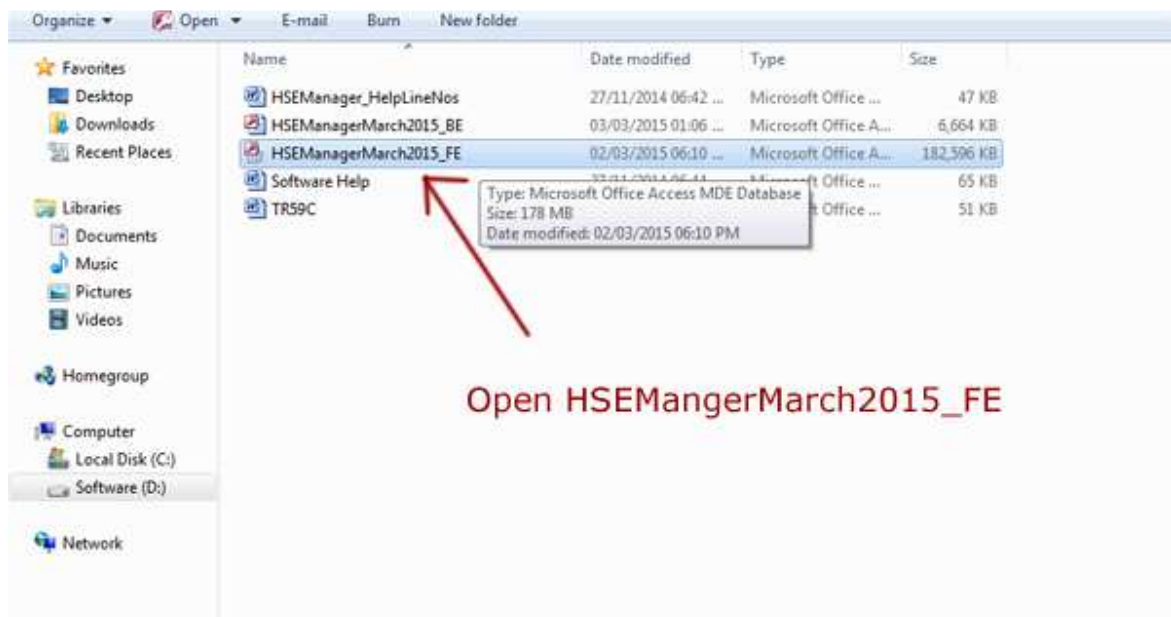 Organize Open E-mail Burn New folder
Name Date modified Type Size
Favorites
Desktop
Downloads
Recent Places
Libraries
Documents
Music
Pictures
Videos
Homegroup
Computer
Local Disk (C:)
Software (D:)
Network
HSEManager_HelpLineNos 27/11/2014 06:42 ... Microsoft Office ... 47 KB
HSEManagerMarch2015_BE 03/03/2015 01:06 ... Microsoft Office A... 6,664 KB
HSEManagerMarch2015_FE 02/03/2015 06:10 ... Microsoft Office A... 182,596 KB
Software Help 65 KB
TR59C 51 KB
Type: Microsoft Office Access MDE Database
Size: 178 MB
Date modified: 02/03/2015 06:10 PM
Open HSEMangerMarch2015_FE